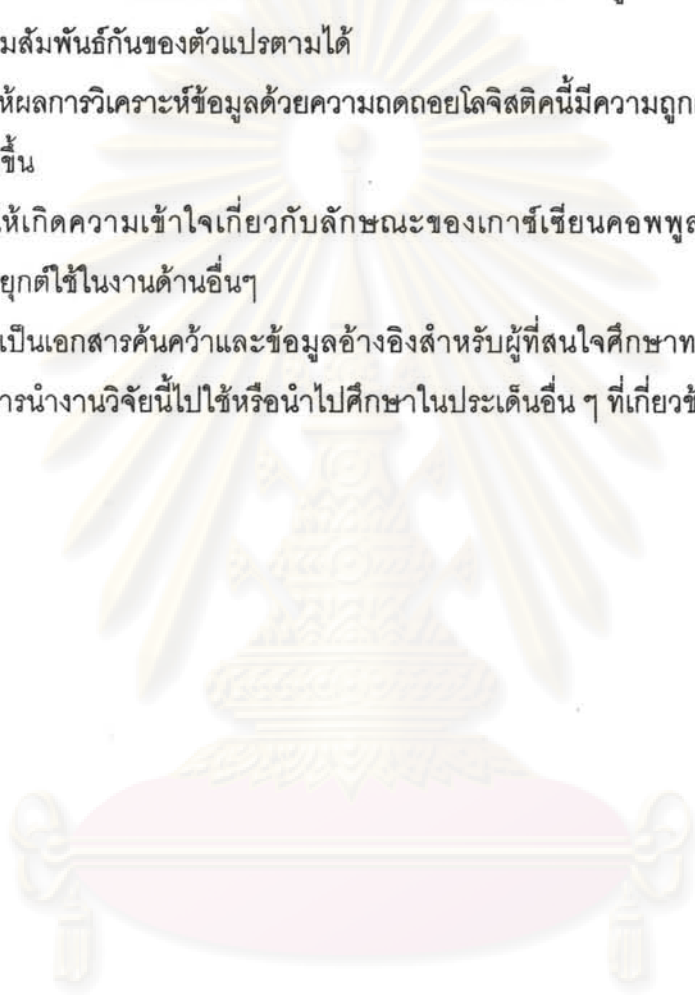 มสัมพันธ์กันของตัวแปรตามได้
ห้ผลการวิเคราะห์ข้อมูลด้วยความถดถอยโลจิสติคนี้มีความถูก
ขึ้น
ห้เกิดความเข้าใจเกี่ยวกับลักษณะของเกาซ์เซียนคอพพูล
ยุกต์ใช้ในงานด้านอื่นๆ
เป็นเอกสารค้นคว้าและข้อมูลอ้างอิงสำหรับผู้ที่สนใจศึกษาท
ารนำงานวิจัยนี้ไปใช้หรือนำไปศึกษาในประเด็นอื่น ๆ ที่เกี่ยวข้